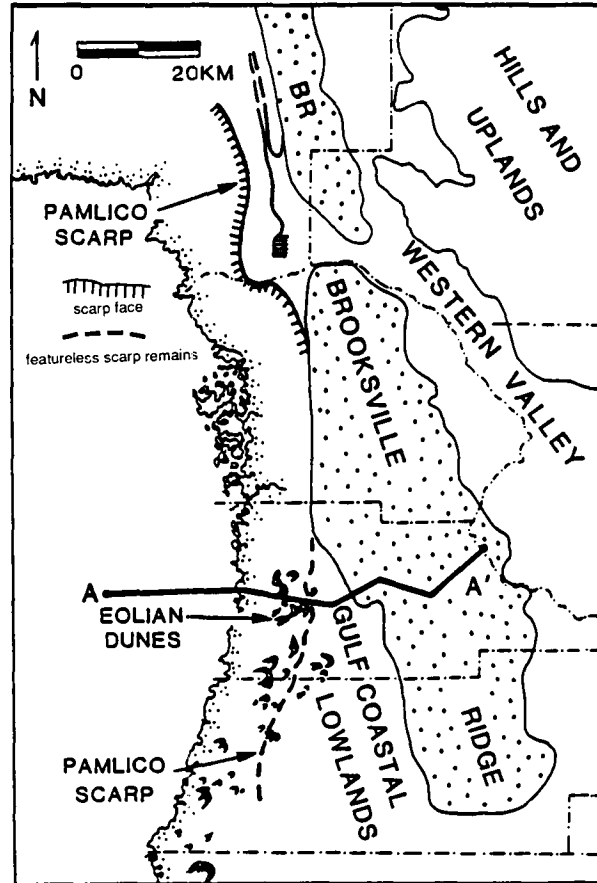 N
0 20KM
BR
HILLS AND
UPLANDS
PAMLICO
SCARP
scarp face
featureless scarp remains
WESTERN VALLEY
BROOKSVILLE
RIDGE
A
A'
EOLIAN
DUNES
GULF COASTAL
LOWLANDS
PAMLICO
SCARP